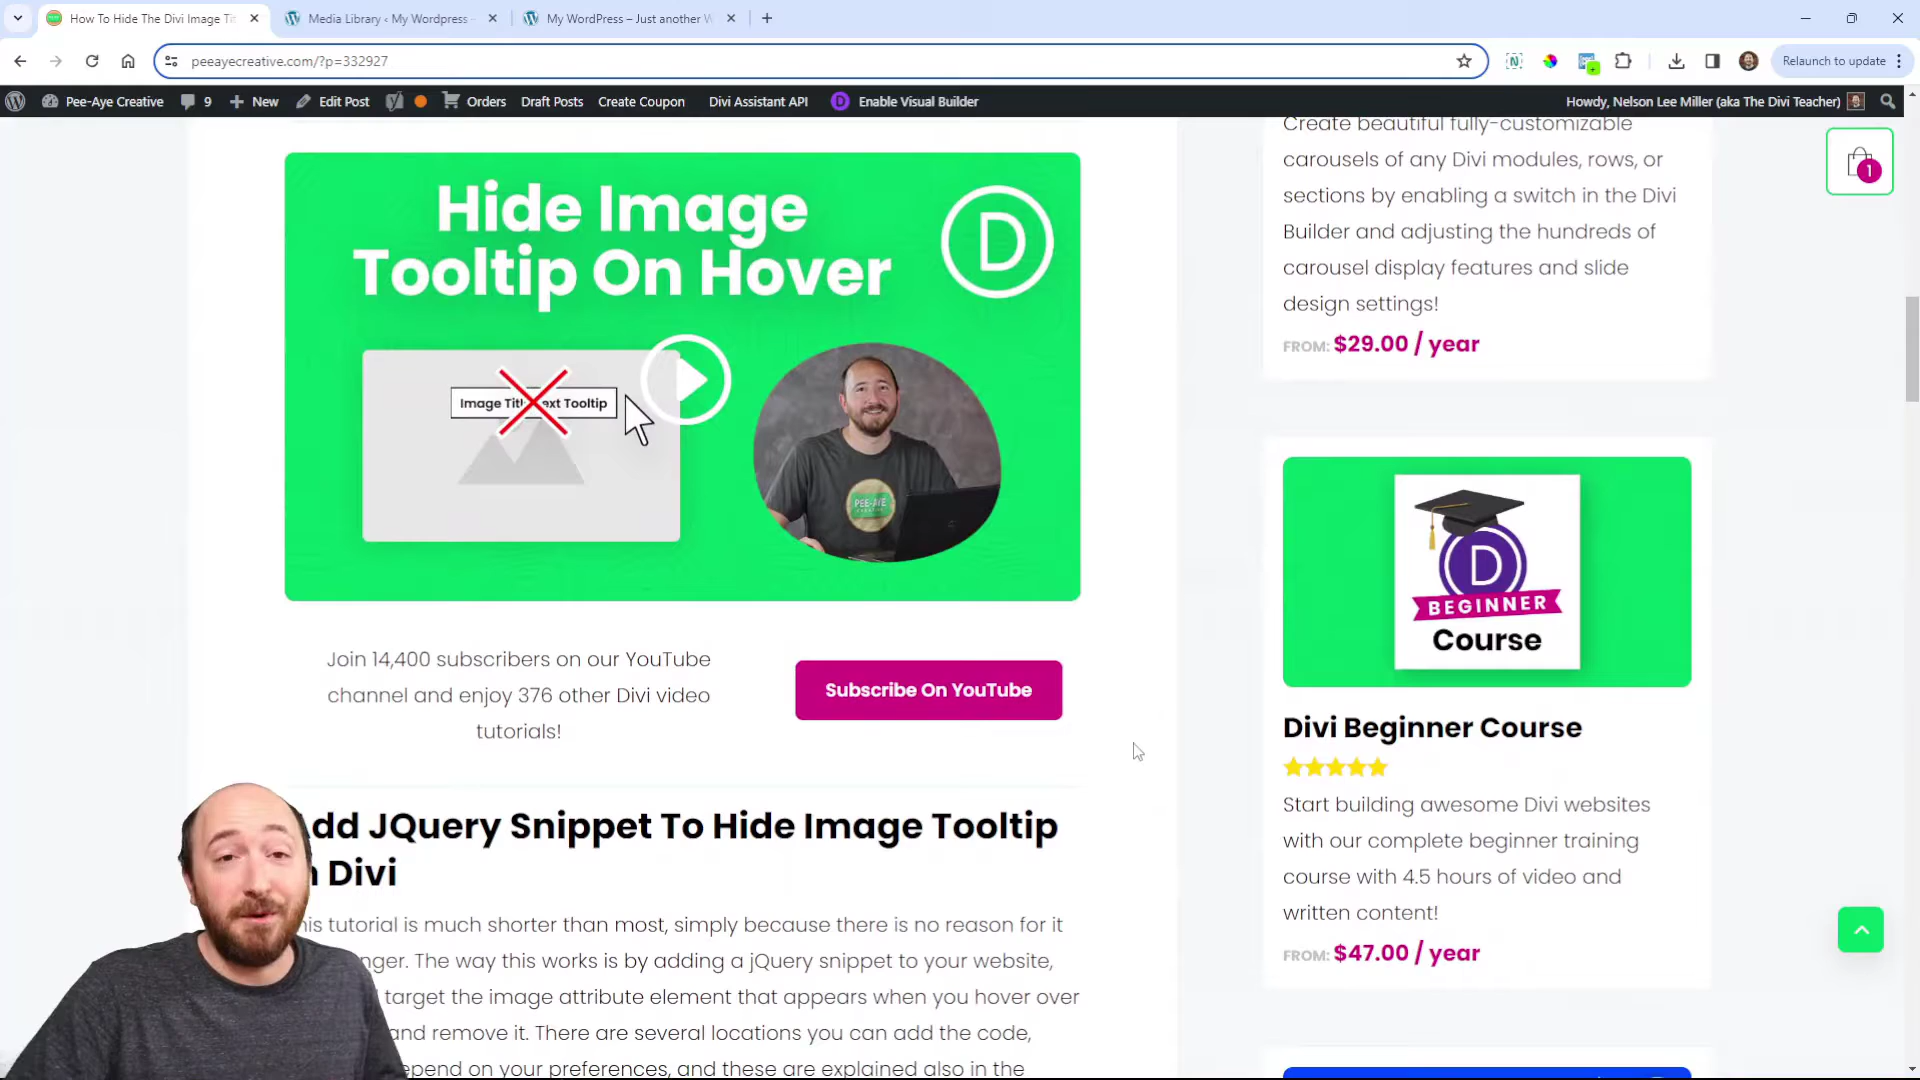 How To Hide The Divi Image Ti
Media Library ‹ My Wordpress –
My WordPress – Just another W
peeayecreative.com/?p=332927
Relaunch to update
Pee-Aye Creative
9
New
Edit Post
Orders
Draft Posts
Create Coupon
Divi Assistant API
D
Enable Visual Builder
Howdy, Nelson Lee Miller (aka The Divi Teacher)
Hide Image
Tooltip On Hover
D
Image Tit
ext Tooltip
PEE-AYE
CREATIVE
Join 14,400 subscribers on our YouTube
channel and enjoy 376 other Divi video
tutorials!
Subscribe On YouTube
dd JQuery Snippet To Hide Image Tooltip
Divi
his tutorial is much shorter than most, simply because there is no reason for it
nger. The way this works is by adding a jQuery snippet to your website,
target the image attribute element that appears when you hover over
and remove it. There are several locations you can add the code,
epend on your preferences, and these are explained also in the
Create beautiful fully-customizable
carousels of any Divi modules, rows, or
sections by enabling a switch in the Divi
Builder and adjusting the hundreds of
carousel display features and slide
design settings!
FROM: $29.00 / year
1
D
BEGINNER
Course
Divi Beginner Course
Start building awesome Divi websites
with our complete beginner training
course with 4.5 hours of video and
written content!
FROM: $47.00 / year